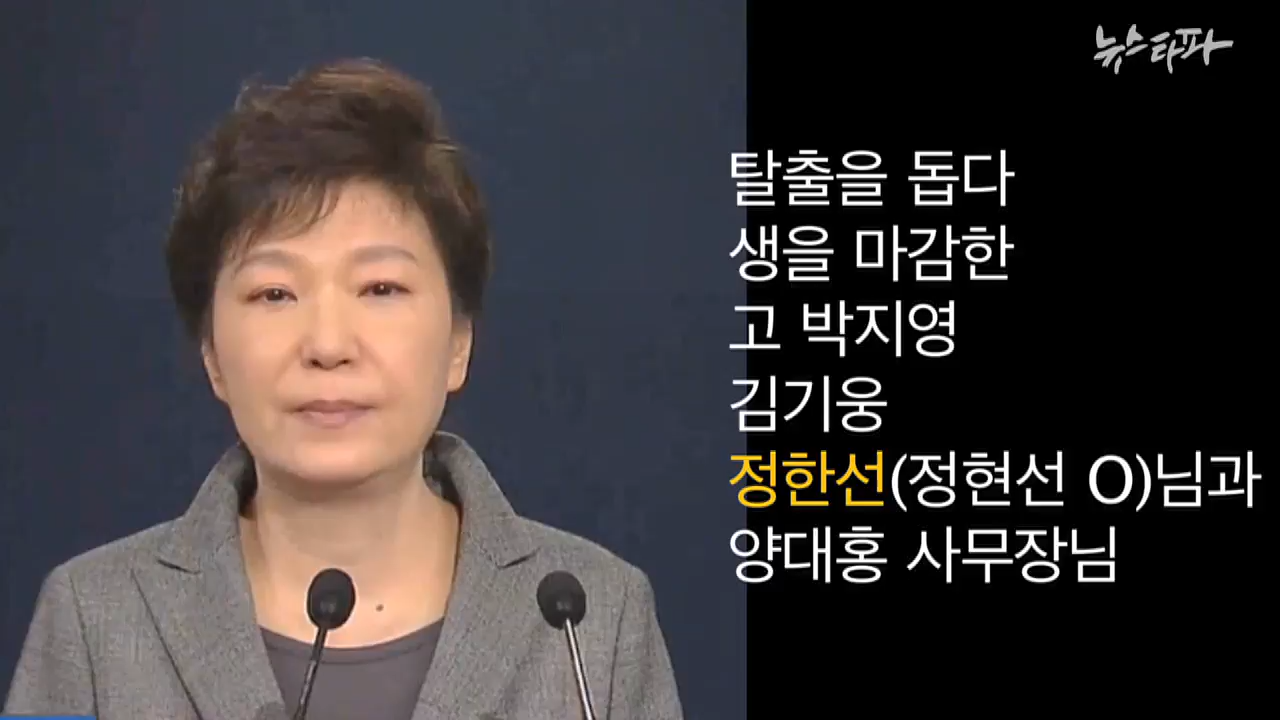 뉴스타파
탈출을 돕다
생을 마감한
고 박지영
김기웅
정한선(정현선 O)님과
양대홍 사무장님